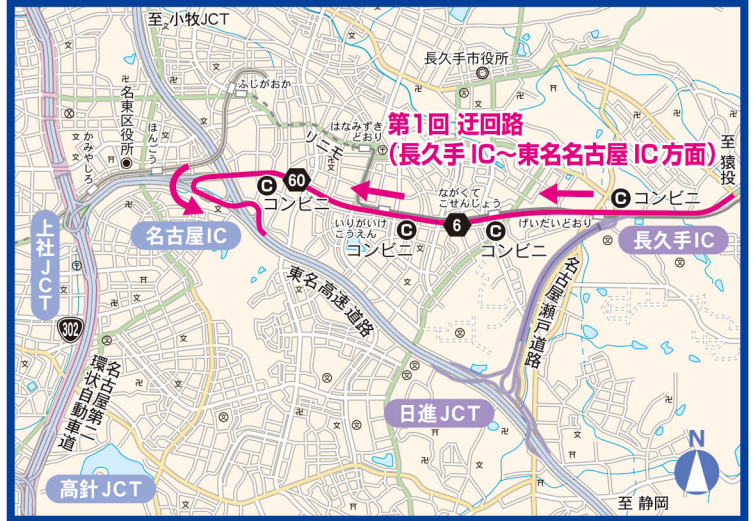 至 小牧JCT
長久手市役所
ふじがおか
名東区役所
ほんごう
かみやしろ
はなみずき
どおり
リニモ
第1回 迂回路
(長久手IC～東名名古屋IC方面)
至 猿投
60
コンビニ
いりがいけ
こうえん
コンビニ
ながくて
こせんじょう
6
コンビニ
げいだいどおり
コンビニ
長久手IC
名古屋IC
上社JCT
302
東名高速道路
名古屋瀬戸道路
名古屋第二
環状自動車道
日進JCT
高針JCT
N
至 静岡